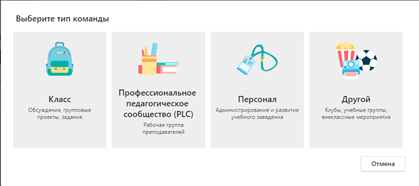 Выберите тип команды
Класс
Обсуждения, групповые
проекты, задания
Профессиональное
педагогическое
сообщество (PLC)
Рабочая группа
преподавателей
Персонал
Администрирование и развитие
учебного заведения
Другой
Клубы, учебные группы,
внеклассные мероприятия
Отмена